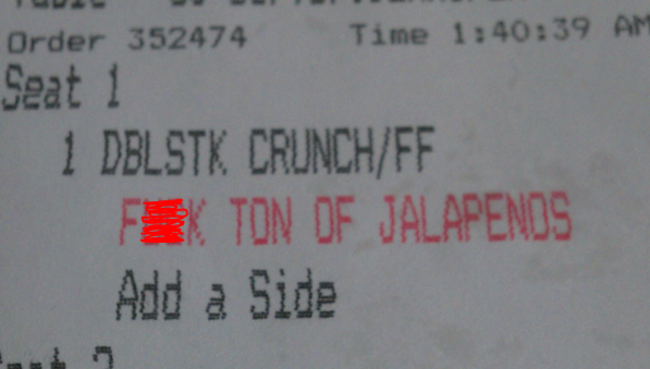 Order 352474 Time 1:40:39 AM
Seat 1
1 DBLSTK CRUNCH/FF
F K TON OF JALAPENOS
Add a Side